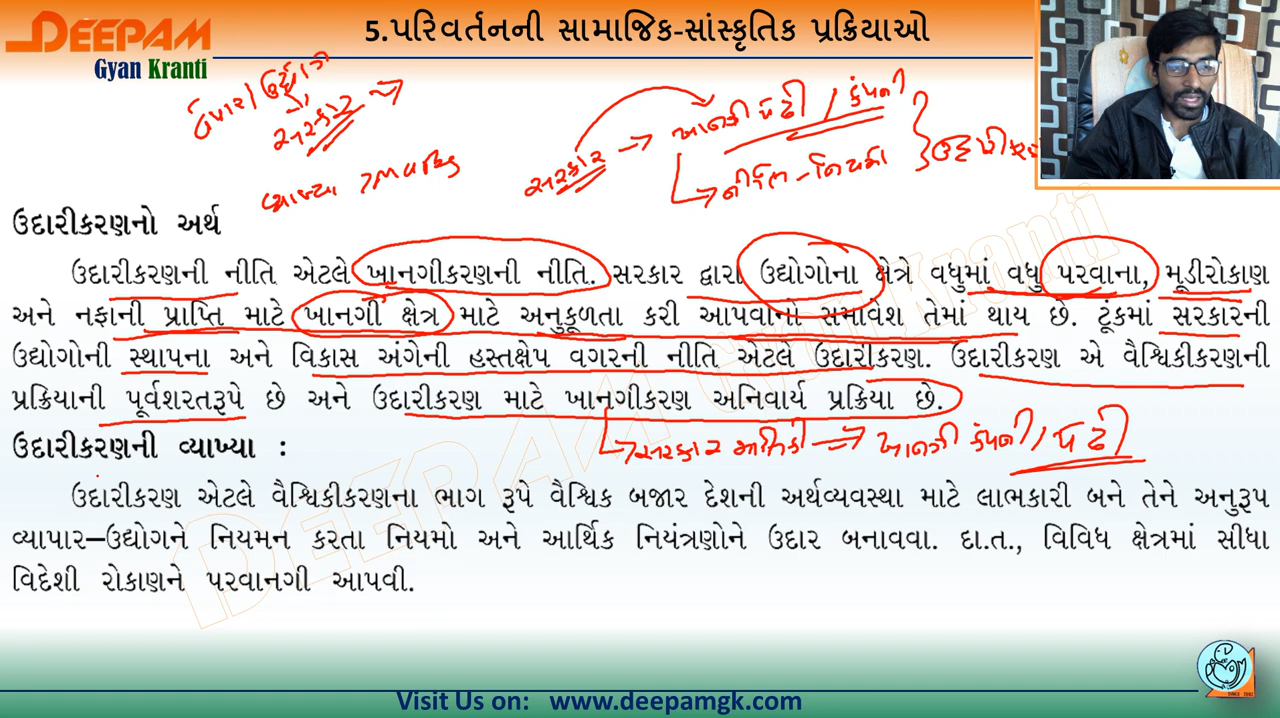 DEEPAM
Gyan Kranti
5.પરિવર્તનની સામાજિક-સાંસ્કૃતિક પ્રક્રિયાઓ
સરકાર
સરકાર → ખાનગી પેઢી / કંપની
વ્યાખ્યા
નીતિ - નિયમો
ઉદારીકરણનો અર્થ
ઉદારીકરણની નીતિ એટલે ખાનગીકરણની નીતિ. સરકાર દ્વારા ઉદ્યોગોના ક્ષેત્રે વધુમાં વધુ પરવાના, મૂડીરોકાણ
અને નફાની પ્રાપ્તિ માટે ખાનગી ક્ષેત્ર માટે અનુકૂળતા કરી આપવાનો સમાવેશ તેમાં થાય છે. ટૂંકમાં સરકારની
ઉદ્યોગોની સ્થાપના અને વિકાસ અંગેની હસ્તક્ષેપ વગરની નીતિ એટલે ઉદારીકરણ. ઉદારીકરણ એ વૈશ્વિકીકરણની
પ્રક્રિયાની પૂર્વશરતરૂપે છે અને ઉદારીકરણ માટે ખાનગીકરણ અનિવાર્ય પ્રક્રિયા છે.
→ સરકાર માલિકી → ખાનગી કંપની / પેઢી
ઉદારીકરણની વ્યાખ્યા :
ઉદારીકરણ એટલે વૈશ્વિકીકરણના ભાગ રૂપે વૈશ્વિક બજાર દેશની અર્થવ્યવસ્થા માટે લાભકારી બને તેને અનુરૂપ
વ્યાપાર–ઉદ્યોગને નિયમન કરતા નિયમો અને આર્થિક નિયંત્રણોને ઉદાર બનાવવા. દા.ત., વિવિધ ક્ષેત્રમાં સીધા
વિદેશી રોકાણને પરવાનગી આપવી.
DEEPAM Gyan Kranti
Visit Us on: www.deepamgk.com